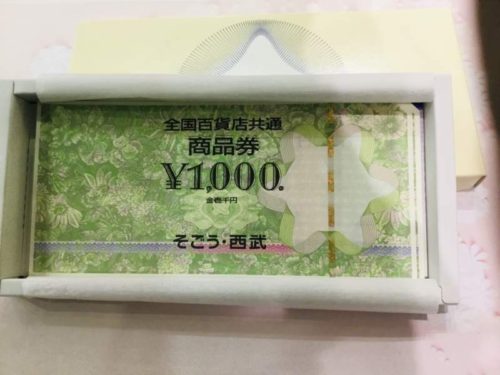 全国百貨店共通
商品券
¥1,000.
金壱千円
そごう・西武